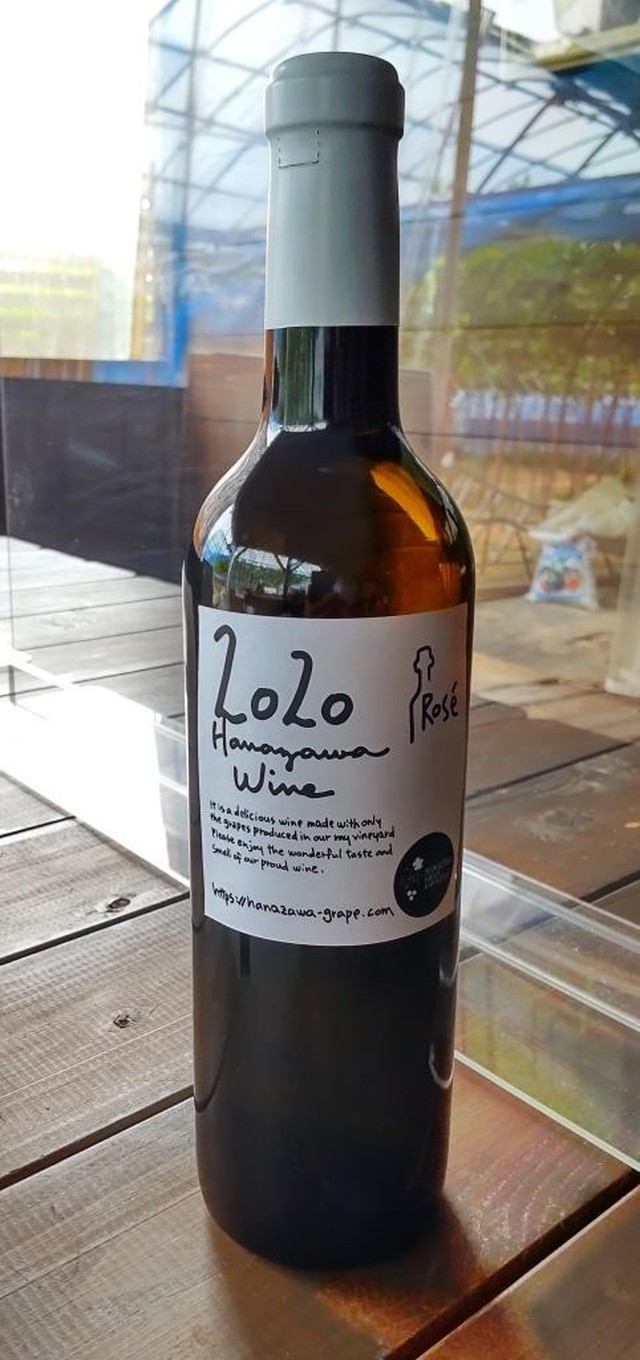 2020
Rosé
Hanazawa
Wine
It is a delicious wine made with only
the grapes produced in our my vineyard
Please enjoy the wonderful taste and
Smell of our proud wine.
https://hanazawa-grape.com